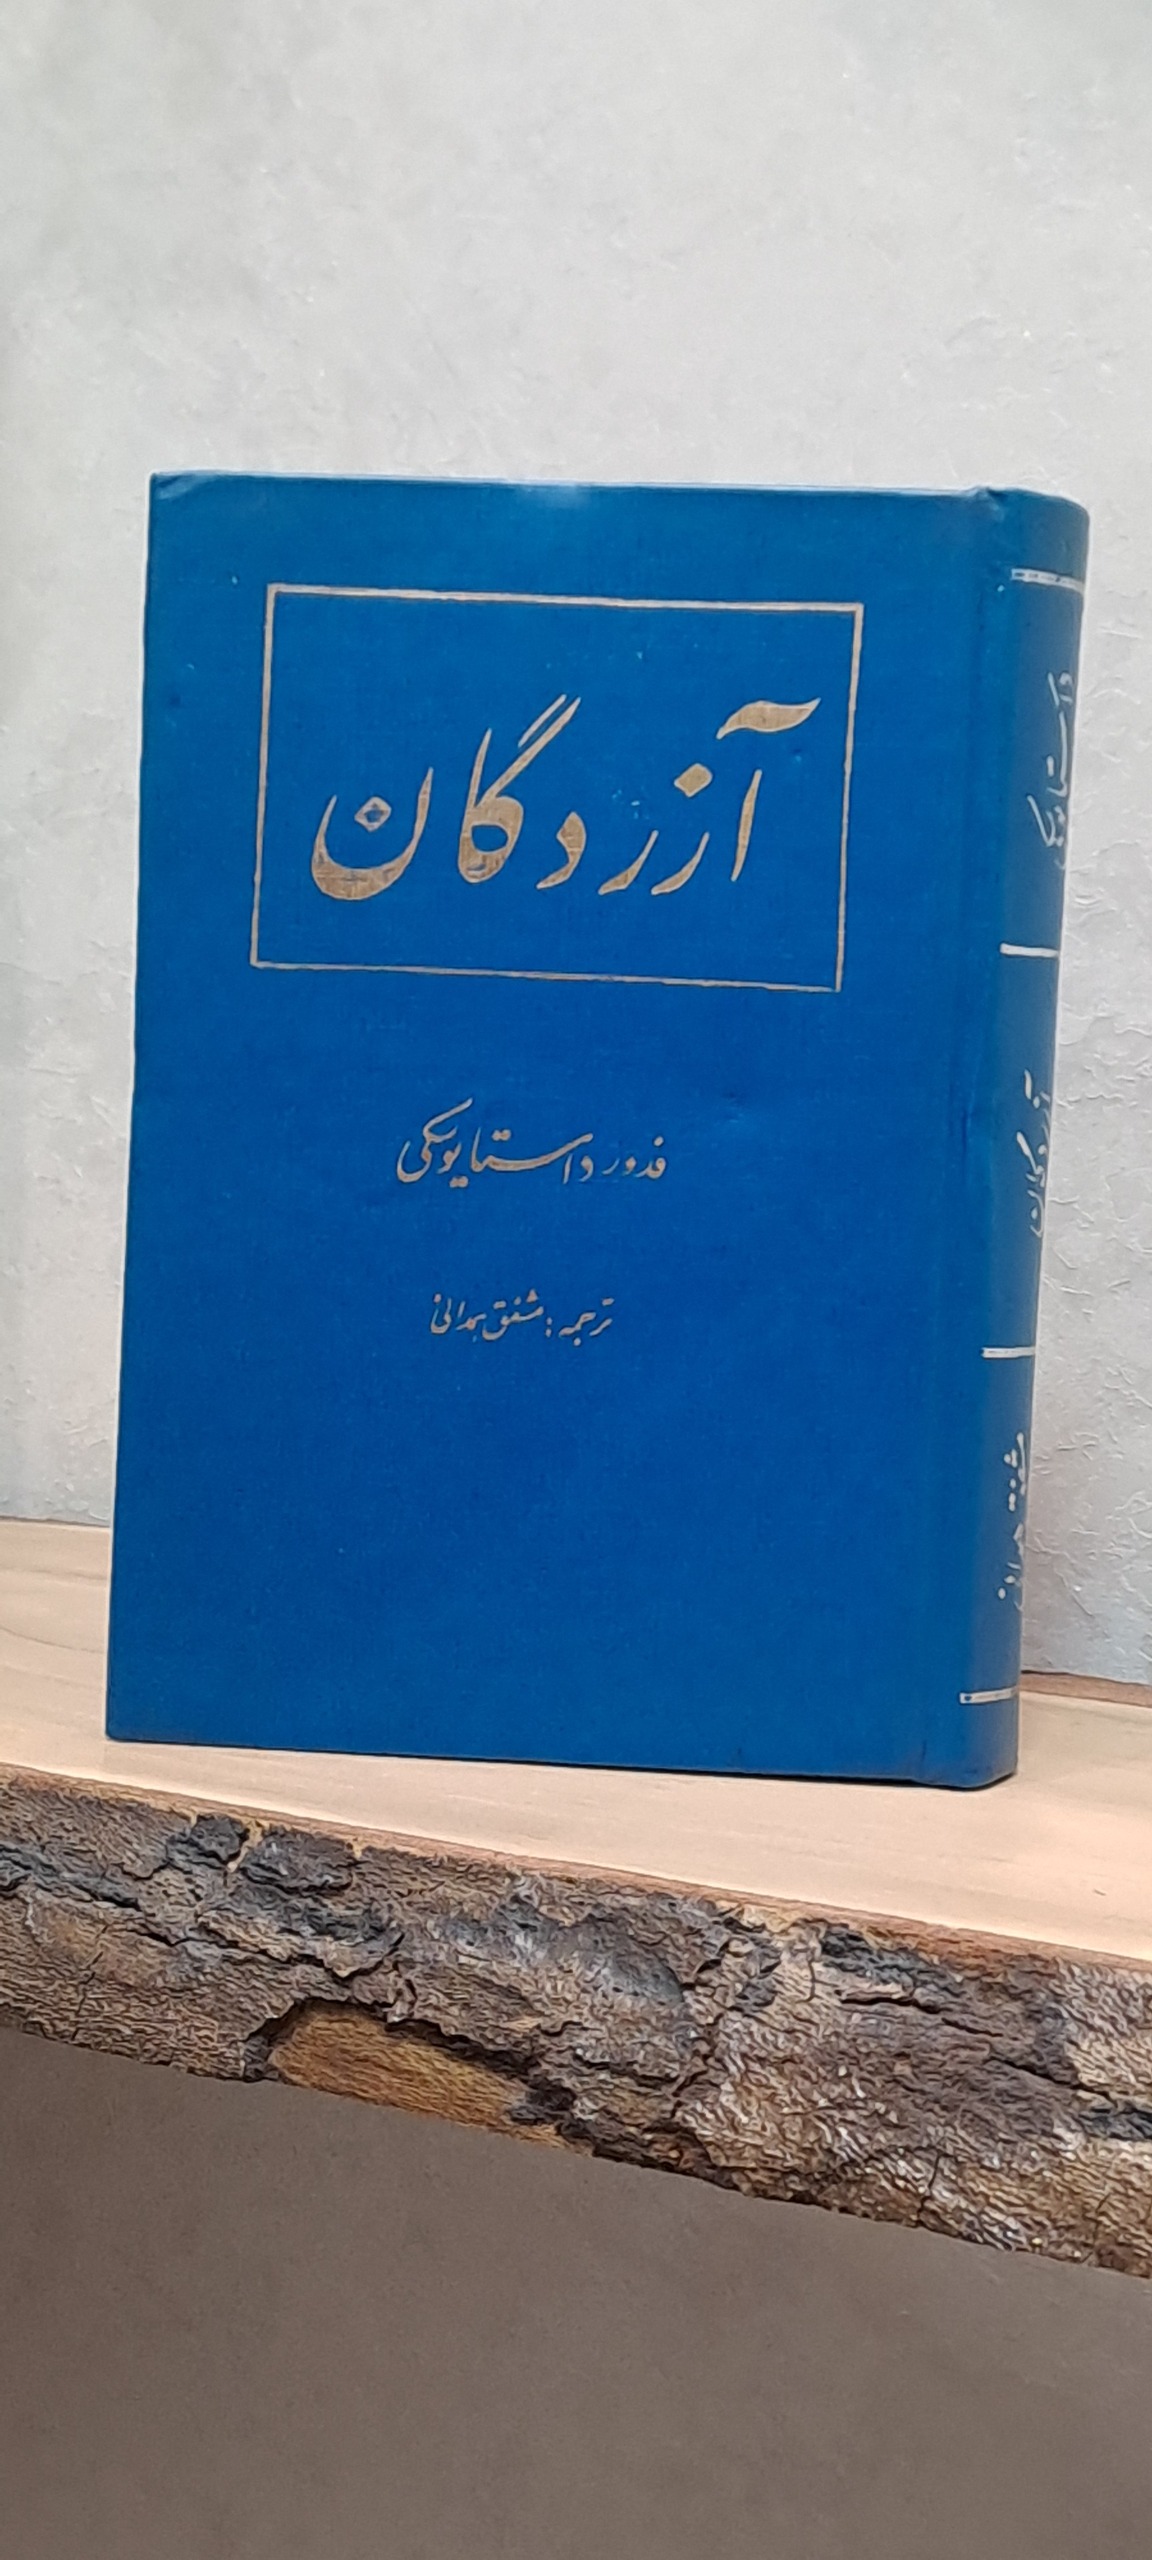 آزردگان
فدور داستایوسکی
ترجمه : مشفق همدانی
داستایوسکی
آزردگان
مشفق همدانی